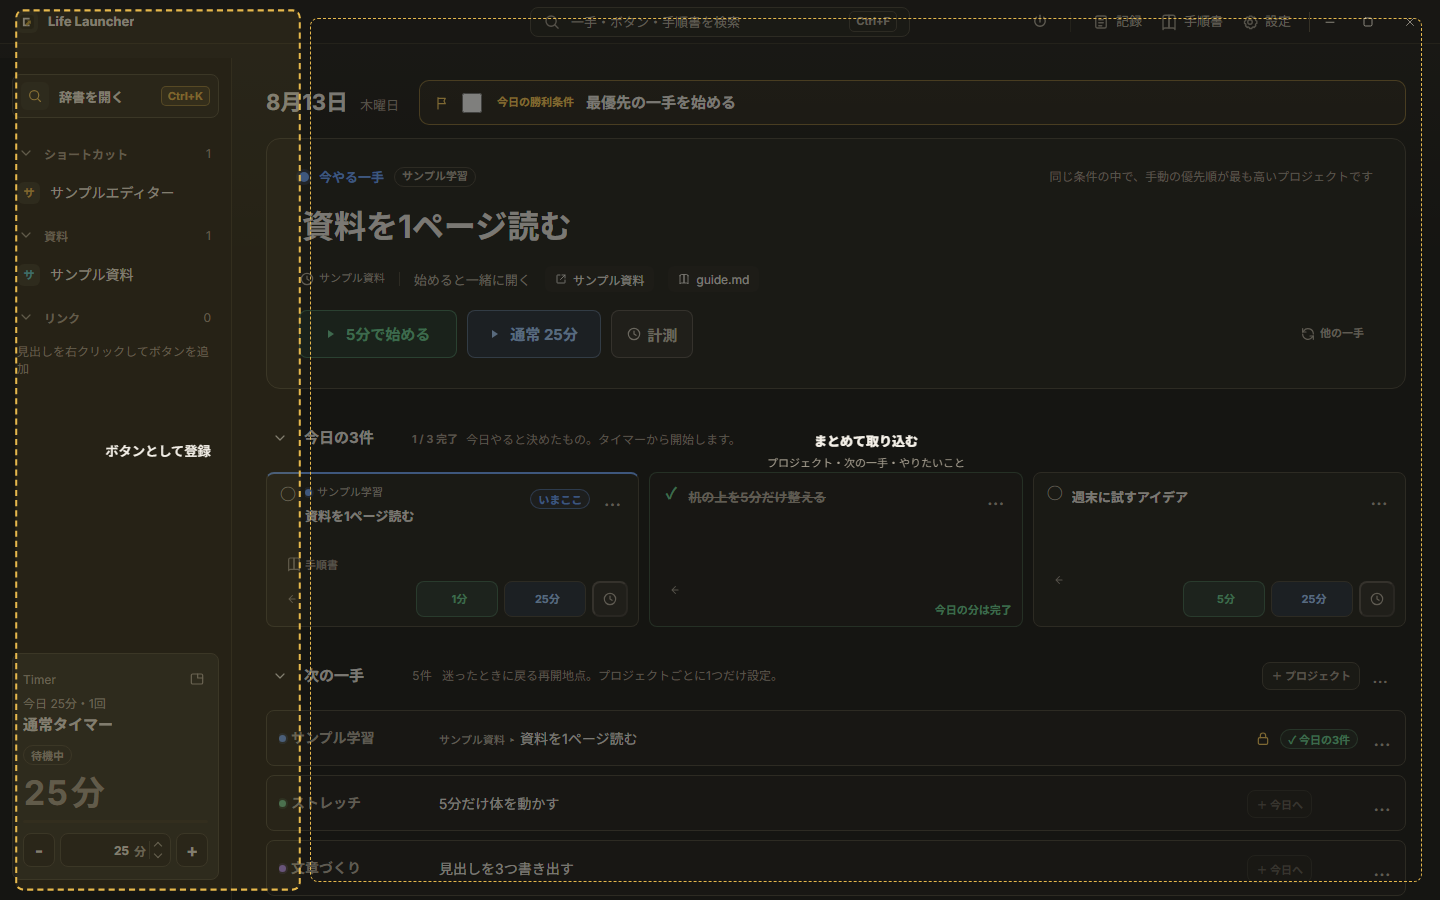 Life Launcher
一手・ボタン・手順書を検索
Ctrl+F
記録
手順書
設定
辞書を開く
Ctrl+K
ショートカット 1
サンプルエディター
資料 1
サンプル資料
リンク 0
見出しを右クリックしてボタンを追
加
ボタンとして登録
Timer
今日 25分・1回
通常タイマー
待機中
25分
- 25 分 +
8月13日 木曜日
今日の勝利条件 最優先の一手を始める
今やる一手 サンプル学習
同じ条件の中で、手動の優先順が最も高いプロジェクトです
資料を1ページ読む
サンプル資料 始めると一緒に開く サンプル資料 guide.md
5分で始める 通常 25分 計測
他の一手
今日の3件 1 / 3 完了 今日やると決めたもの。タイマーから開始します。
まとめて取り込む
プロジェクト・次の一手・やりたいこと
サンプル学習
いまここ
資料を1ページ読む
手順書
1分 25分
机の上を5分だけ整える
今日の分は完了
週末に試すアイデア
5分 25分
次の一手 5件 迷ったときに戻る再開地点。プロジェクトごとに1つだけ設定。
+ プロジェクト
サンプル学習 サンプル資料 ▸ 資料を1ページ読む ✓ 今日の3件
ストレッチ 5分だけ体を動かす + 今日へ
文章づくり 見出しを3つ書き出す + 今日へ